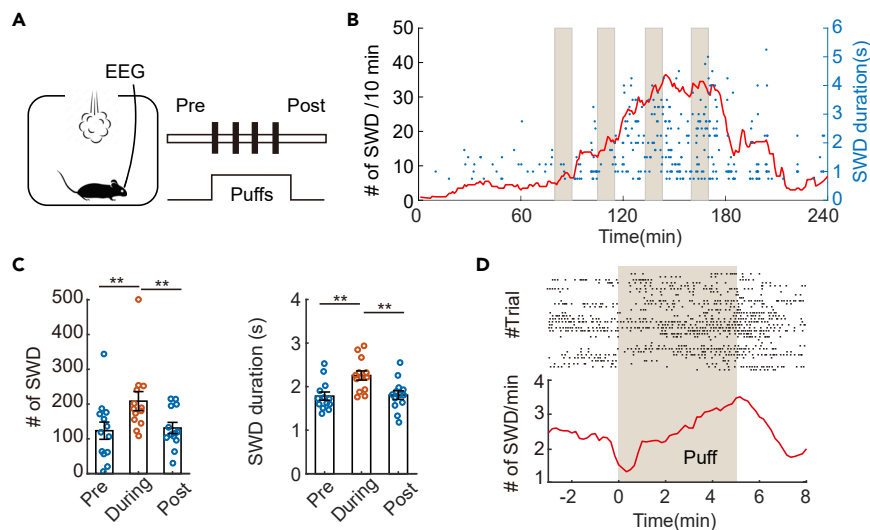 A
EEG
Pre
Post
Puffs
B
# of SWD /10 min
50
40
30
20
10
0
0
60
120
180
240
Time(min)
6
5
4
3
2
1
0
SWD duration(s)
C
# of SWD
500
400
300
200
100
0
**
**
Pre
During
Post
SWD duration (s)
4
3
2
1
0
**
**
Pre
During
Post
D
#Trial
# of SWD/min
4
3
2
1
Puff
-2
0
2
4
6
8
Time(min)